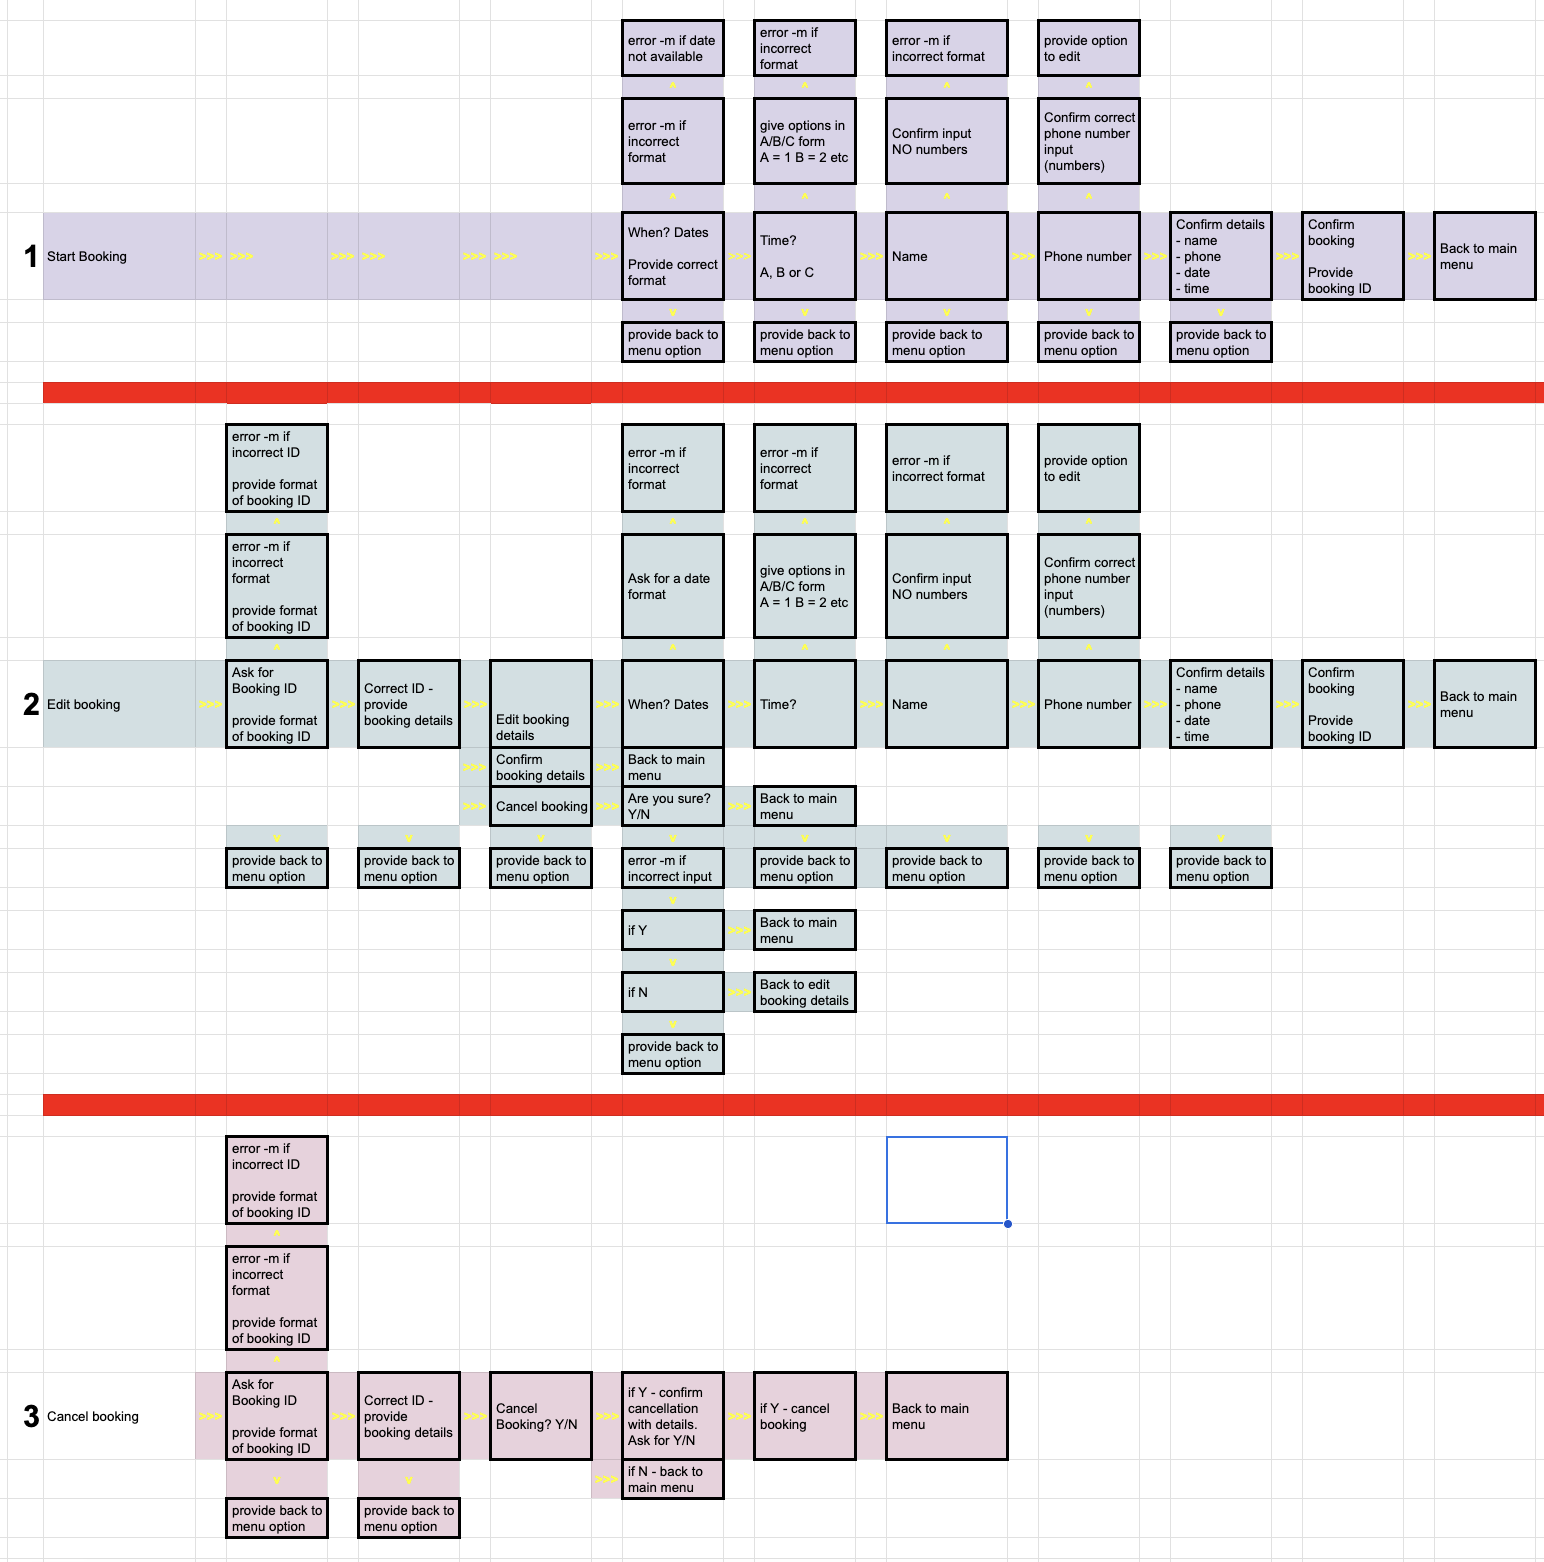 error -m if date
not available
error -m if
incorrect
format
error -m if
incorrect format
provide option
to edit
^ ^ ^ ^
error -m if
incorrect
format
give options in
A/B/C form
A = 1 B = 2 etc
Confirm input
NO numbers
Confirm correct
phone number
input
(numbers)
^ ^ ^ ^
1
Start Booking
>>> >>>
>>> >>>
>>> >>>
>>>
When? Dates
Provide correct
format
>>>
Time?
A, B or C
>>>
Name
>>>
Phone number
>>>
Confirm details
- name
- phone
- date
- time
>>>
Confirm
booking
Provide
booking ID
>>>
Back to main
menu
v v v v v
provide back to
menu option
provide back to
menu option
provide back to
menu option
provide back to
menu option
provide back to
menu option
error -m if
incorrect ID
provide format
of booking ID
error -m if
incorrect
format
error -m if
incorrect
format
error -m if
incorrect format
provide option
to edit
^ ^ ^ ^ ^
error -m if
incorrect
format
provide format
of booking ID
Ask for a date
format
give options in
A/B/C form
A = 1 B = 2 etc
Confirm input
NO numbers
Confirm correct
phone number
input
(numbers)
^ ^ ^ ^ ^
2
Edit booking
>>>
Ask for
Booking ID
provide format
of booking ID
>>>
Correct ID -
provide
booking details
>>>
Edit booking
details
>>>
When? Dates
>>>
Time?
>>>
Name
>>>
Phone number
>>>
Confirm details
- name
- phone
- date
- time
>>>
Confirm
booking
Provide
booking ID
>>>
Back to main
menu
>>>
Confirm
booking details
>>>
Back to main
menu
>>>
Cancel booking
>>>
Are you sure?
Y/N
>>>
Back to main
menu
v v v v v v v v
provide back to
menu option
provide back to
menu option
provide back to
menu option
error -m if
incorrect input
provide back to
menu option
provide back to
menu option
provide back to
menu option
provide back to
menu option
v
if Y
>>>
Back to main
menu
v
if N
>>>
Back to edit
booking details
v
provide back to
menu option
error -m if
incorrect ID
provide format
of booking ID
^
error -m if
incorrect
format
provide format
of booking ID
^
3
Cancel booking
>>>
Ask for
Booking ID
provide format
of booking ID
>>>
Correct ID -
provide
booking details
>>>
Cancel
Booking? Y/N
>>>
if Y - confirm
cancellation
with details.
Ask for Y/N
>>>
if Y - cancel
booking
>>>
Back to main
menu
>>>
if N - back to
main menu
v v
provide back to
menu option
provide back to
menu option